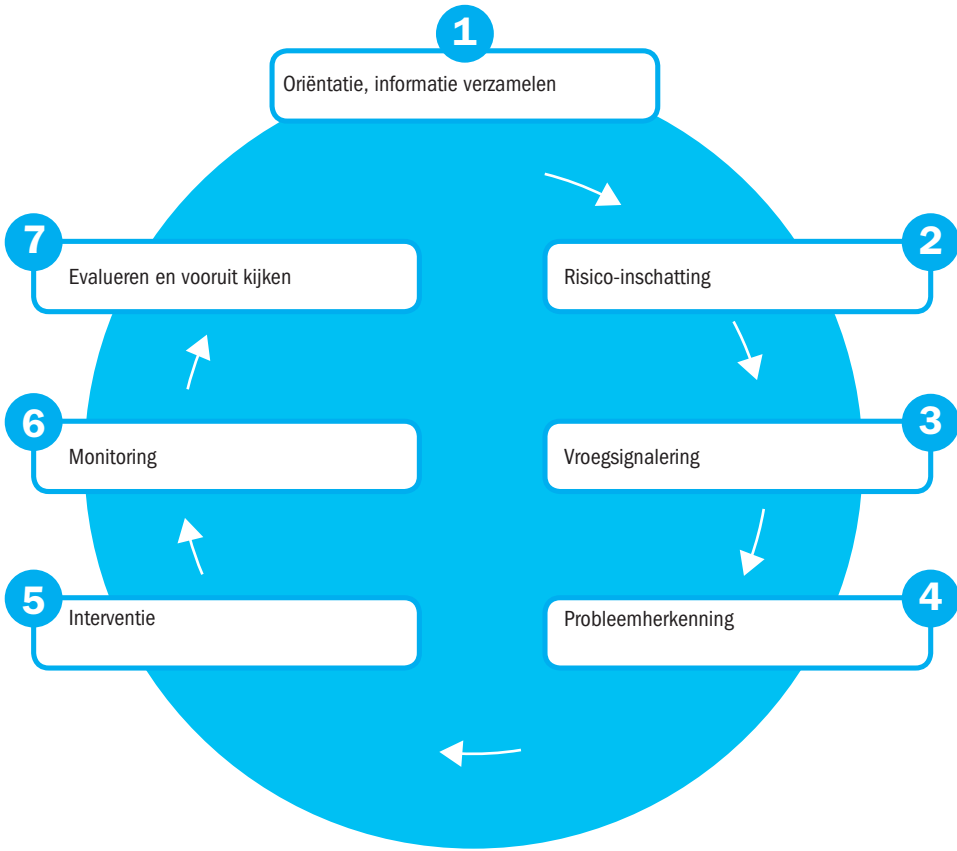 1
Oriëntatie, informatie verzamelen
2
Risico-inschatting
3
Vroegsignalering
4
Probleemherkenning
5
Interventie
6
Monitoring
7
Evalueren en vooruit kijken